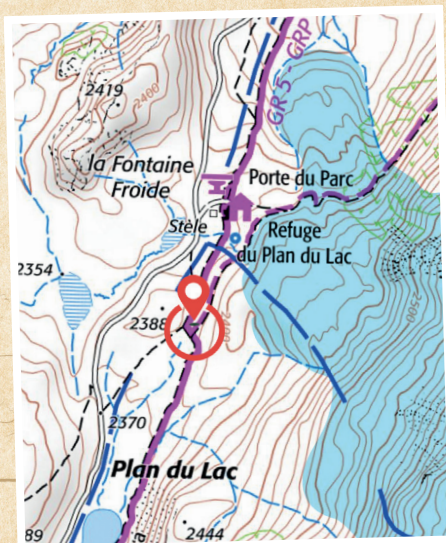 2419
2400
GR 5 - GRP
la Fontaine
Froide
Porte du Parc
Stèle
Refuge
du Plan du Lac
2354
2388
2400
2500
2370
Plan du Lac
89
2444